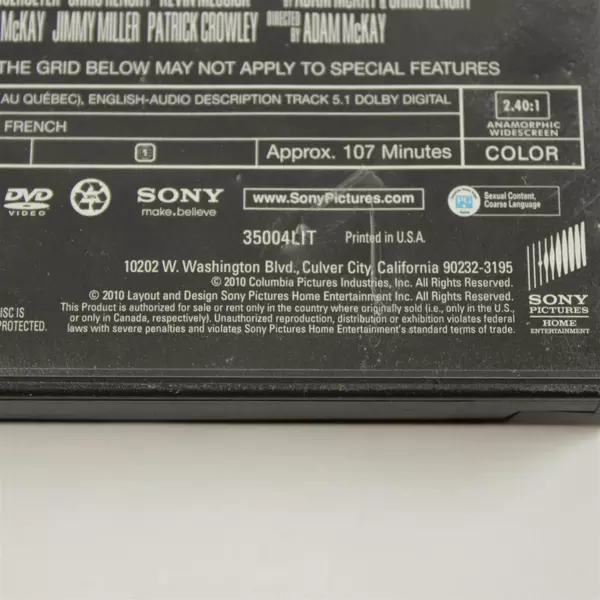 McKAY JIMMY MILLER PATRICK CROWLEY DIRECTED BY ADAM McKAY
THE GRID BELOW MAY NOT APPLY TO SPECIAL FEATURES
AU QUÉBEC), ENGLISH-AUDIO DESCRIPTION TRACK 5.1 DOLBY DIGITAL
FRENCH
2.40:1
ANAMORPHIC
WIDESCREEN
1
Approx. 107 Minutes
COLOR
DVD
VIDEO
SONY
make.believe
www.SonyPictures.com
PG
Sexual Content,
Coarse Language
35004LIT Printed in U.S.A.
10202 W. Washington Blvd., Culver City, California 90232-3195
© 2010 Columbia Pictures Industries, Inc. All Rights Reserved.
© 2010 Layout and Design Sony Pictures Home Entertainment Inc. All Rights Reserved.
This Product is authorized for sale or rent only in the country where originally sold (i.e., only in the U.S.,
or only in Canada, respectively). Unauthorized reproduction, distribution or exhibition violates federal
laws with severe penalties and violates Sony Pictures Home Entertainment's standard terms of trade.
ISC IS
PROTECTED.
SONY
PICTURES
HOME
ENTERTAINMENT